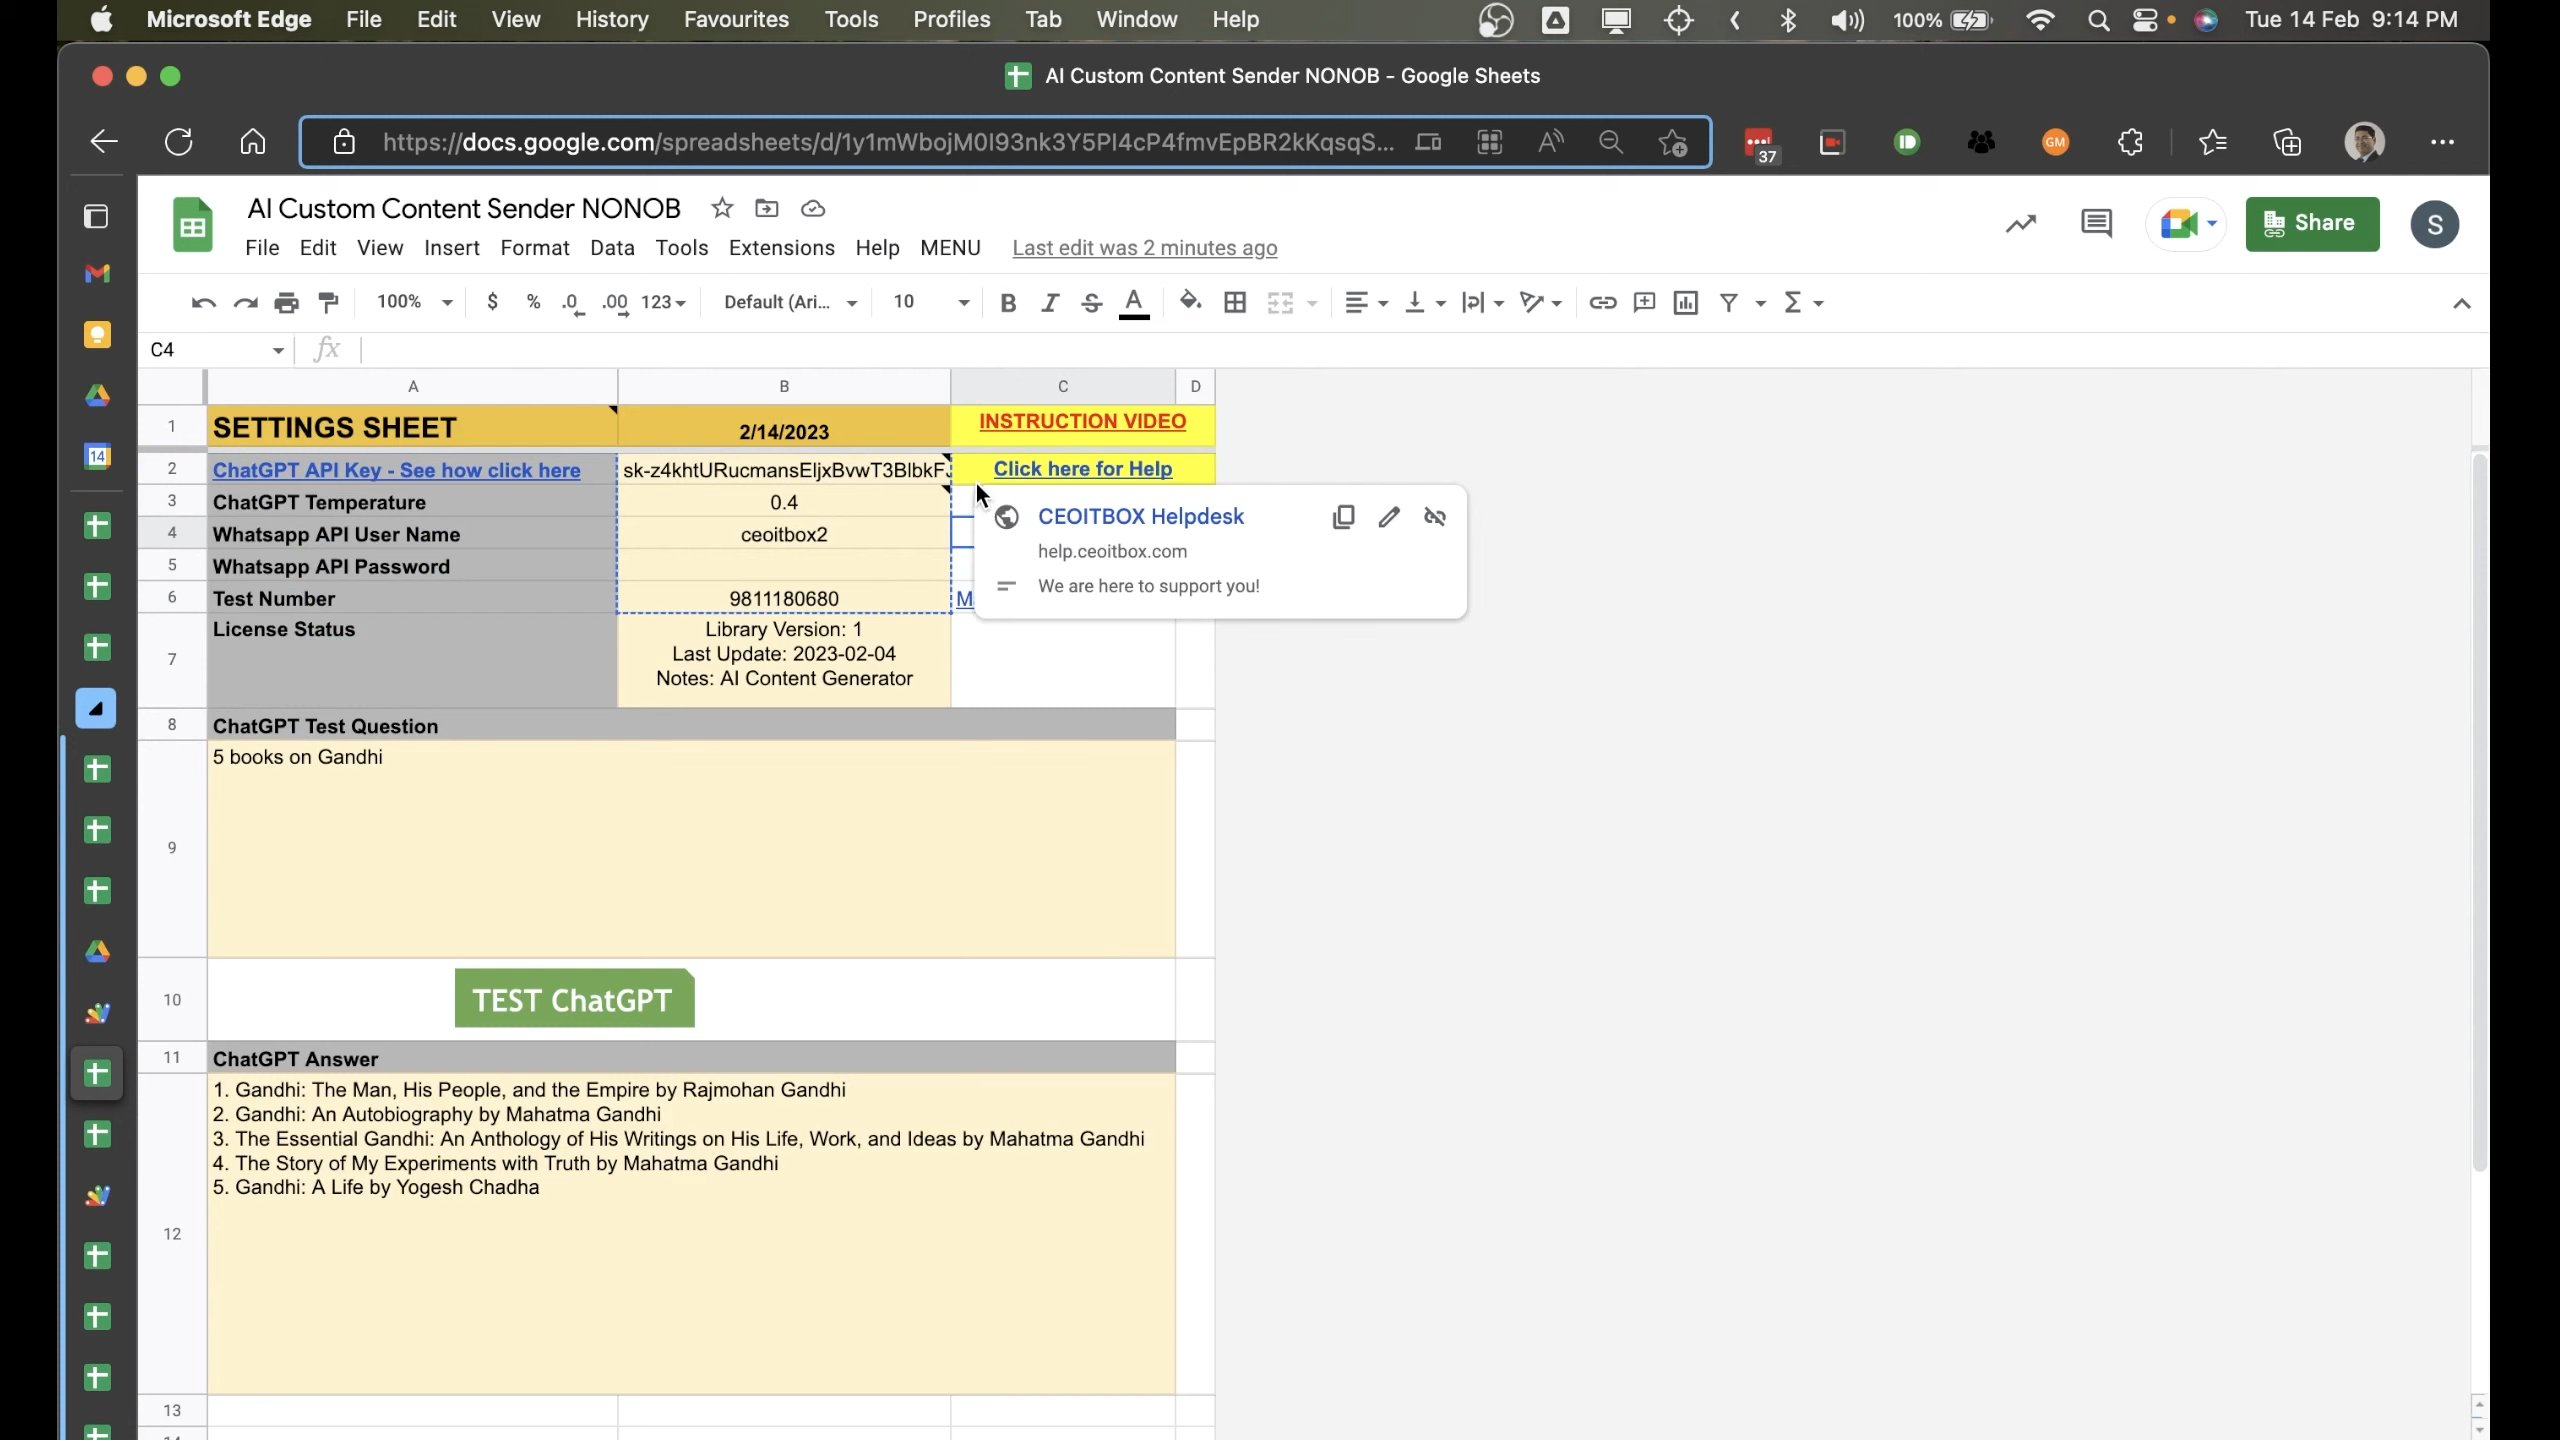 Microsoft Edge File Edit View History Favourites Tools Profiles Tab Window Help 100% Tue 14 Feb 9:14 PM
AI Custom Content Sender NONOB - Google Sheets
https://docs.google.com/spreadsheets/d/1y1mWbojM0I93nk3Y5PI4cP4fmvEpBR2kKqsqS... 37 GM
AI Custom Content Sender NONOB
Share
S
File Edit View Insert Format Data Tools Extensions Help MENU Last edit was 2 minutes ago
100% $ % .0 .00 123 Default (Ari... 10 B I S A
C4 fx
14
A B C D
1 SETTINGS SHEET 2/14/2023 INSTRUCTION VIDEO
2 ChatGPT API Key - See how click here sk-z4khtURucmansEljxBvwT3BlbkF Click here for Help
3 ChatGPT Temperature 0.4
CEOITBOX Helpdesk
4 Whatsapp API User Name ceoitbox2
help.ceoitbox.com
5 Whatsapp API Password
We are here to support you!
6 Test Number 9811180680 M
7 License Status Library Version: 1
Last Update: 2023-02-04
Notes: AI Content Generator
8 ChatGPT Test Question
9 5 books on Gandhi
10 TEST ChatGPT
11 ChatGPT Answer
12 1. Gandhi: The Man, His People, and the Empire by Rajmohan Gandhi
2. Gandhi: An Autobiography by Mahatma Gandhi
3. The Essential Gandhi: An Anthology of His Writings on His Life, Work, and Ideas by Mahatma Gandhi
4. The Story of My Experiments with Truth by Mahatma Gandhi
5. Gandhi: A Life by Yogesh Chadha
13